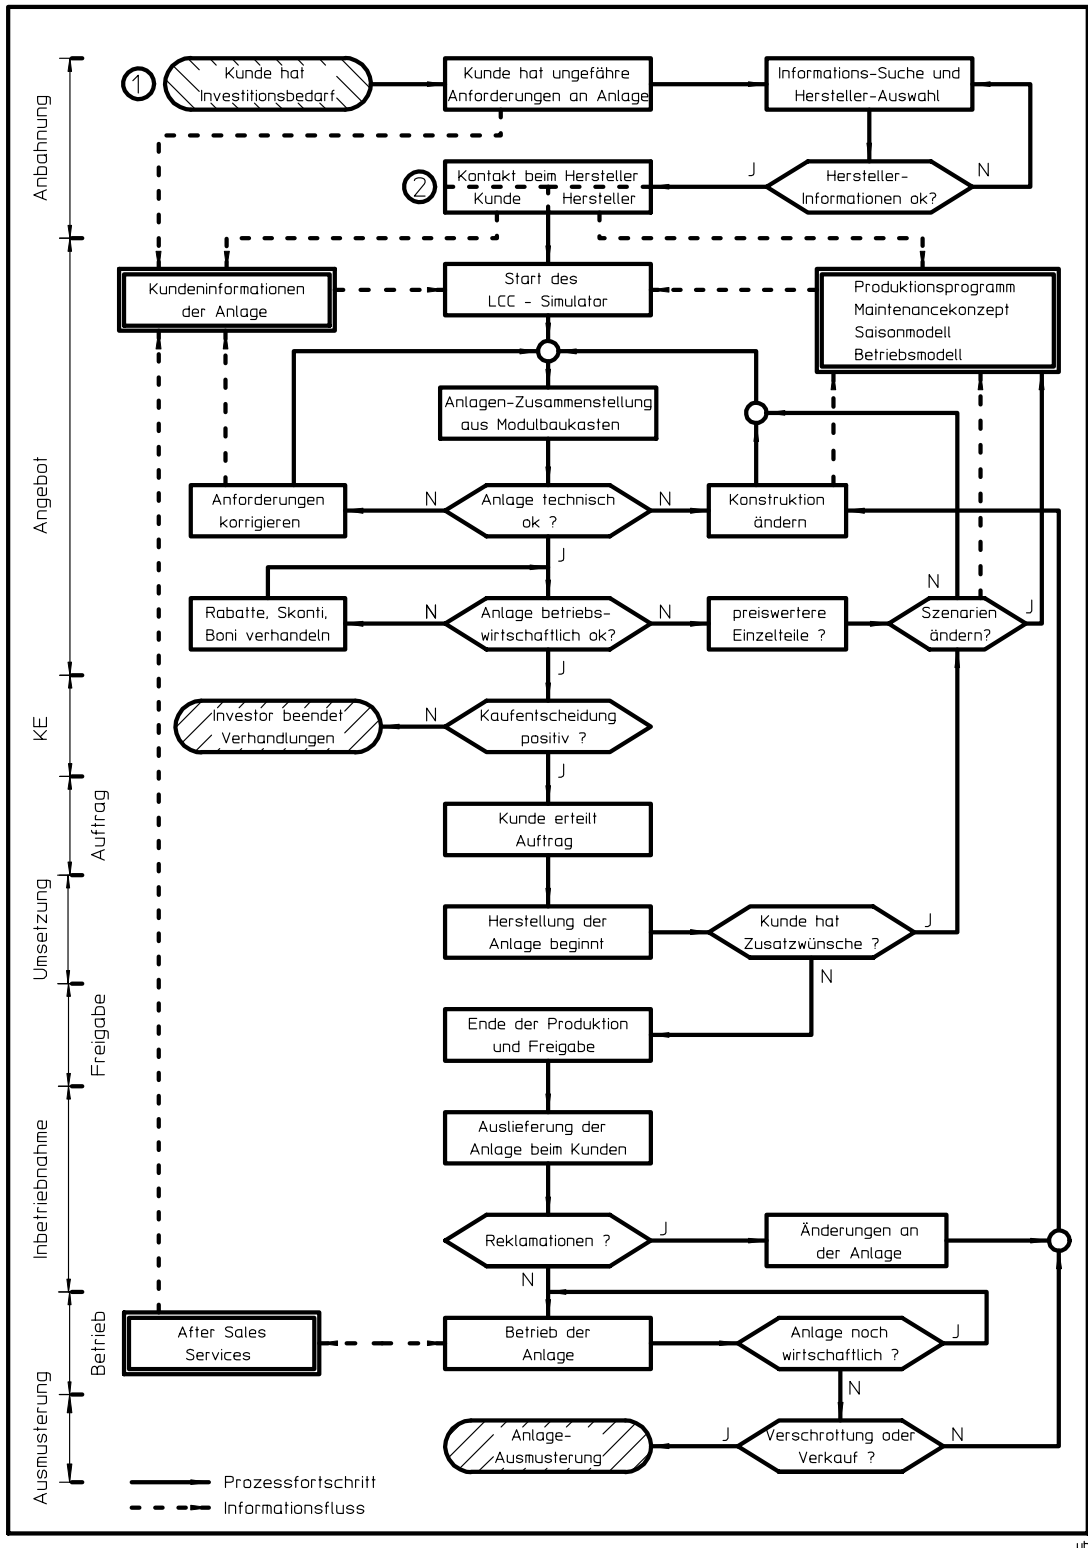 1
Kunde hat
Investitionsbedarf
Kunde hat ungefähre
Anforderungen an Anlage
Informations-Suche und
Hersteller-Auswahl
Anbahnung
2
Kontakt beim Hersteller
Kunde
Hersteller
J
Hersteller-
Informationen ok?
N
Kundeninformationen
der Anlage
Start des
LCC - Simulator
Produktionsprogramm
Maintenancekonzept
Saisonmodell
Betriebsmodell
Anlagen-Zusammenstellung
aus Modulbaukasten
Angebot
Anforderungen
korrigieren
N
Anlage technisch
ok ?
N
Konstruktion
ändern
J
Rabatte, Skonti,
Boni verhandeln
N
Anlage betriebs-
wirtschaftlich ok?
N
preiswertere
Einzelteile ?
N
Szenarien
ändern?
J
J
KE
Investor beendet
Verhandlungen
N
Kaufentscheidung
positiv ?
J
Auftrag
Kunde erteilt
Auftrag
Umsetzung
Herstellung der
Anlage beginnt
Kunde hat
Zusatzwünsche ?
J
N
Freigabe
Ende der Produktion
und Freigabe
Inbetriebnahme
Auslieferung der
Anlage beim Kunden
Reklamationen ?
J
Änderungen an
der Anlage
N
Betrieb
After Sales
Services
Betrieb der
Anlage
Anlage noch
wirtschaftlich ?
J
N
Ausmusterung
Anlage-
Ausmusterung
J
Verschrottung oder
Verkauf ?
N
Prozessfortschritt
Informationsfluss